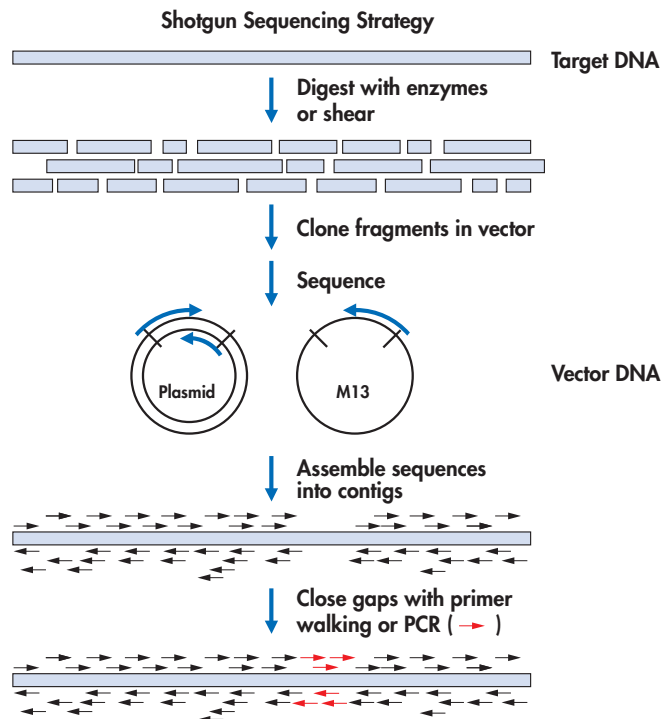 Shotgun Sequencing Strategy
Target DNA
Digest with enzymes
or shear
Clone fragments in vector
Sequence
Plasmid
M13
Vector DNA
Assemble sequences
into contigs
Close gaps with primer
walking or PCR ( → )